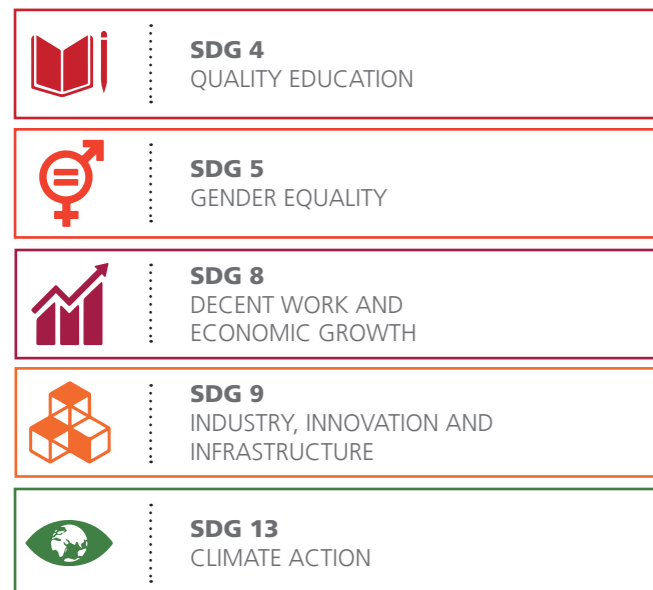 SDG 4
QUALITY EDUCATION
SDG 5
GENDER EQUALITY
SDG 8
DECENT WORK AND
ECONOMIC GROWTH
SDG 9
INDUSTRY, INNOVATION AND
INFRASTRUCTURE
SDG 13
CLIMATE ACTION